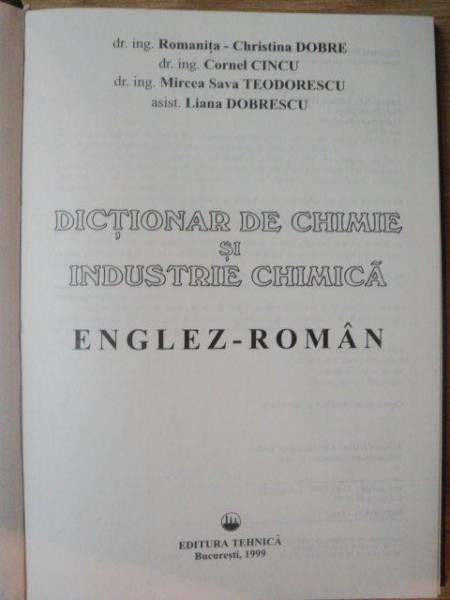 dr. ing. Romanița - Christina DOBRE
dr. ing. Cornel CINCU
dr. ing. Mircea Sava TEODORESCU
asist. Liana DOBRESCU
DICȚIONAR DE CHIMIE
ȘI
INDUSTRIE CHIMICĂ
ENGLEZ-ROMÂN
EDITURA TEHNICĂ
București, 1999